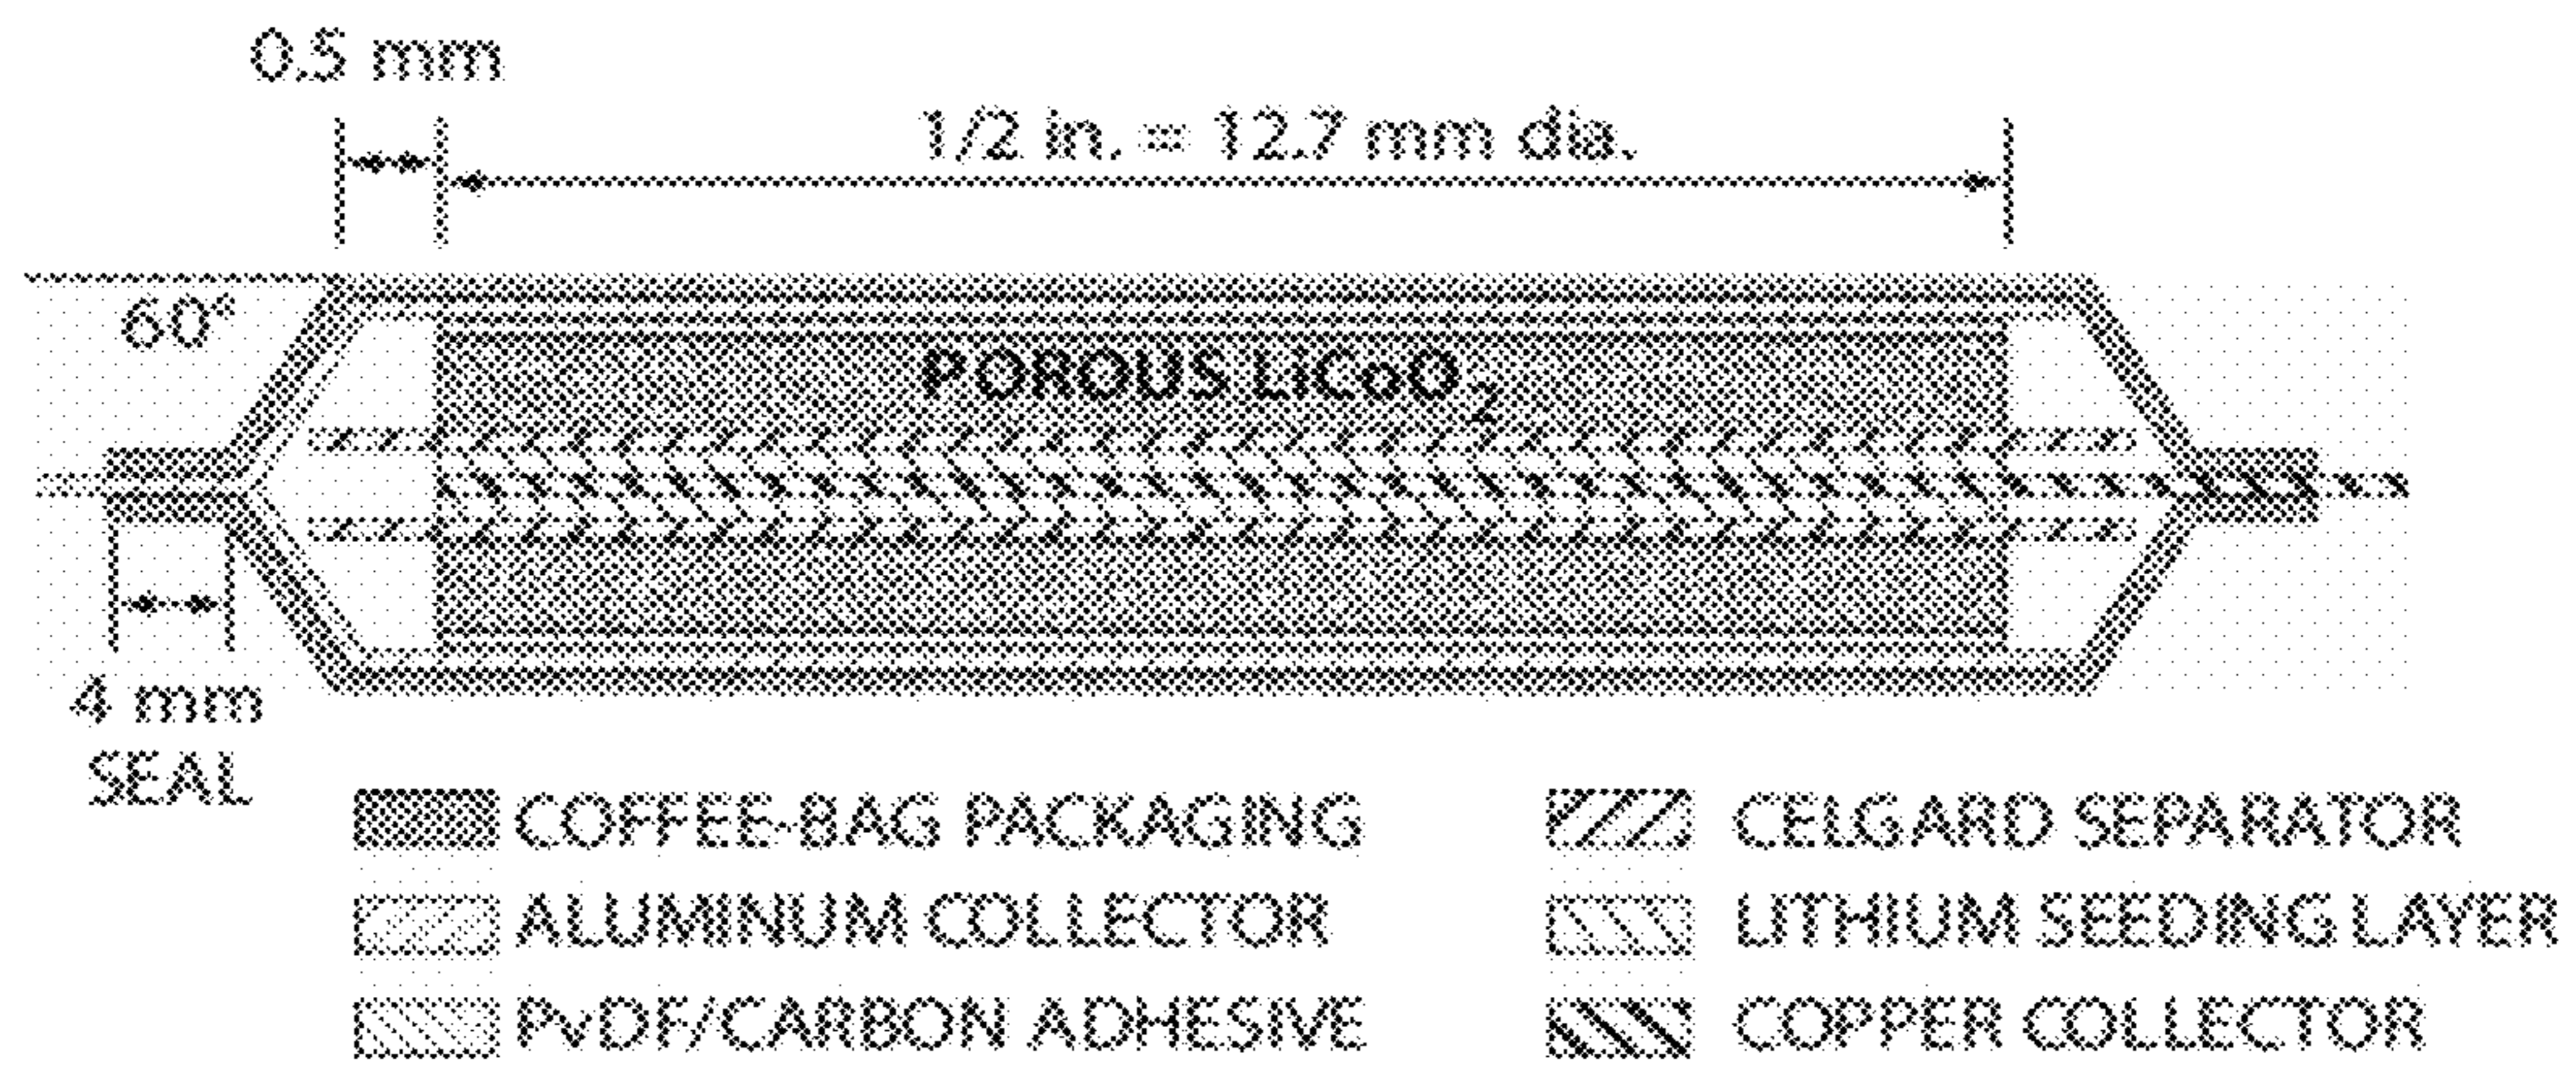 0.5 mm
1/2 in. = 12.7 mm dia.
60°
POROUS LiCoO2
4 mm
SEAL
COFFEE-BAG PACKAGING
ALUMINUM COLLECTOR
PvDF/CARBON ADHESIVE
CELGARD SEPARATOR
LITHIUM SEEDING LAYER
COPPER COLLECTOR